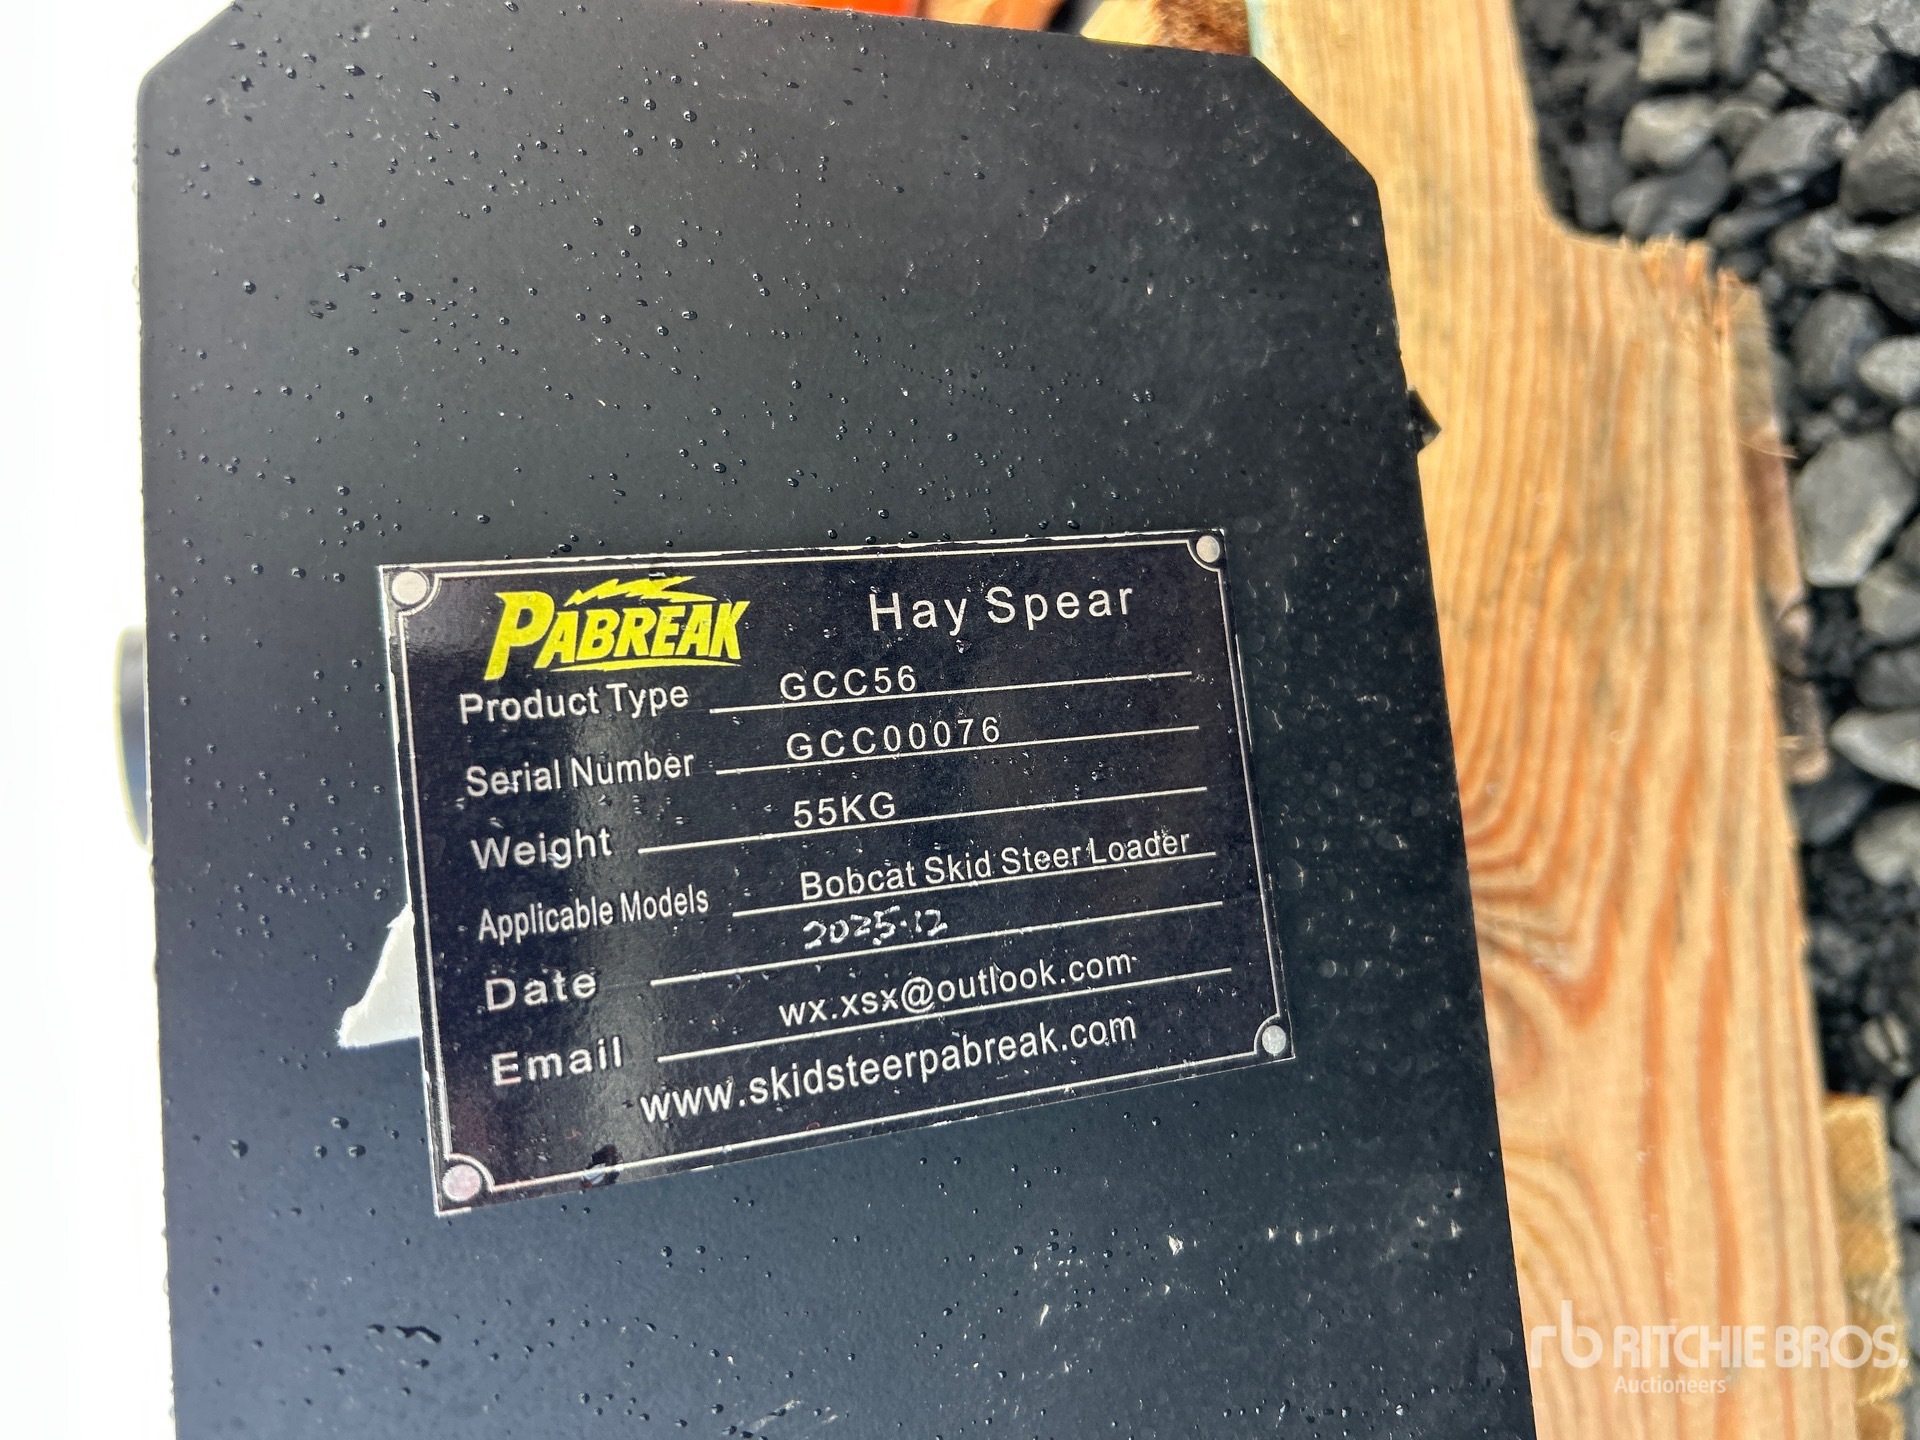 PABREAK Hay Spear
Product Type GCC56
Serial Number GCC00076
Weight 55KG
Applicable Models Bobcat Skid Steer Loader
Date 2025.12
Email wx.xsx@outlook.com
www.skidsteerpabreak.com
rb RITCHIE BROS.
Auctioneers